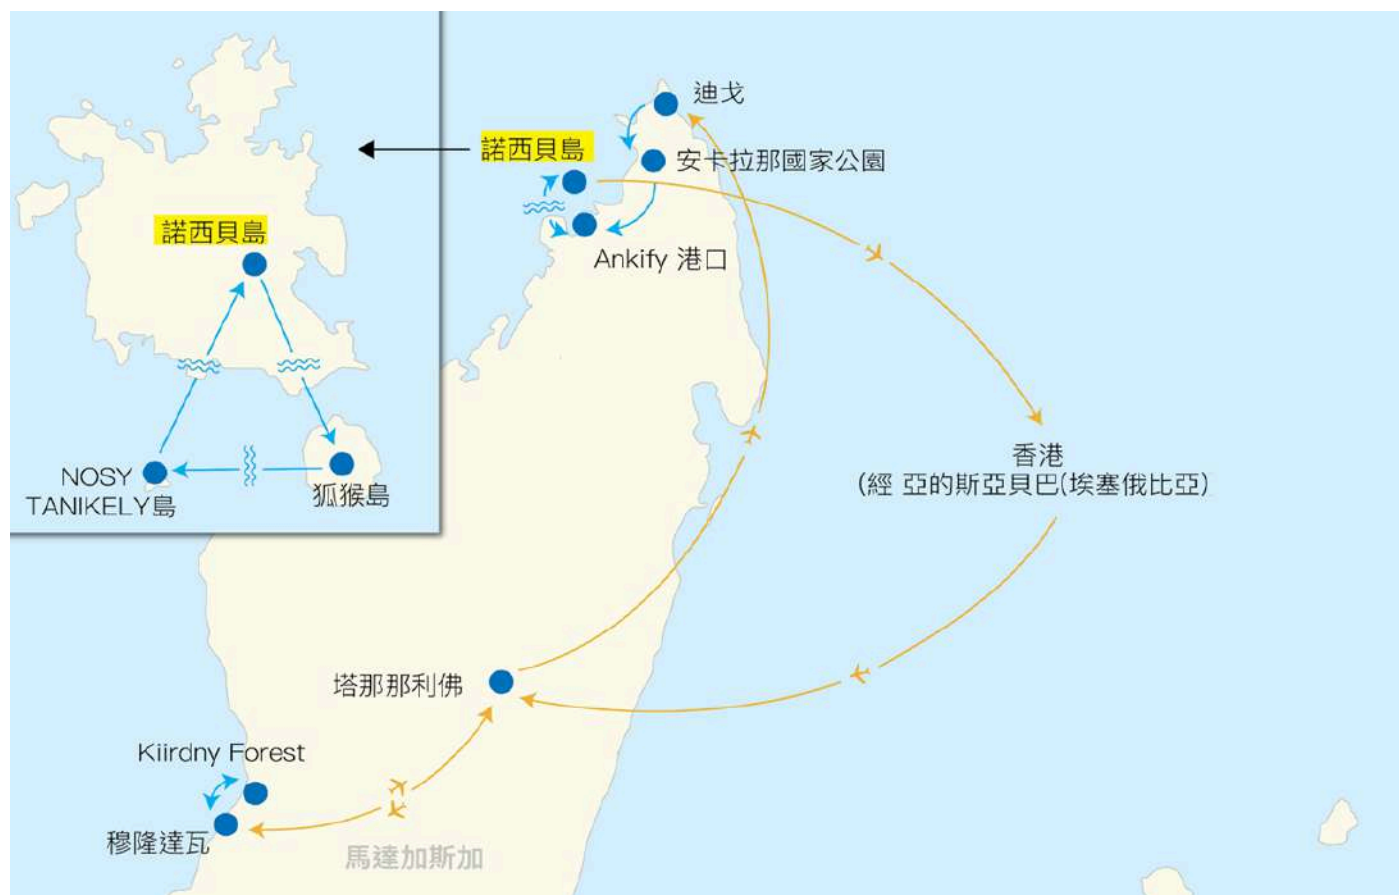 諾西貝島
NOSY
TANIKELY島
狐猴島
諾西貝島
迪戈
安卡拉那國家公園
Ankify 港口
香港
(經 亞的斯亞貝巴(埃塞俄比亞)
塔那那利佛
Kiirdny Forest
穆隆達瓦
馬達加斯加